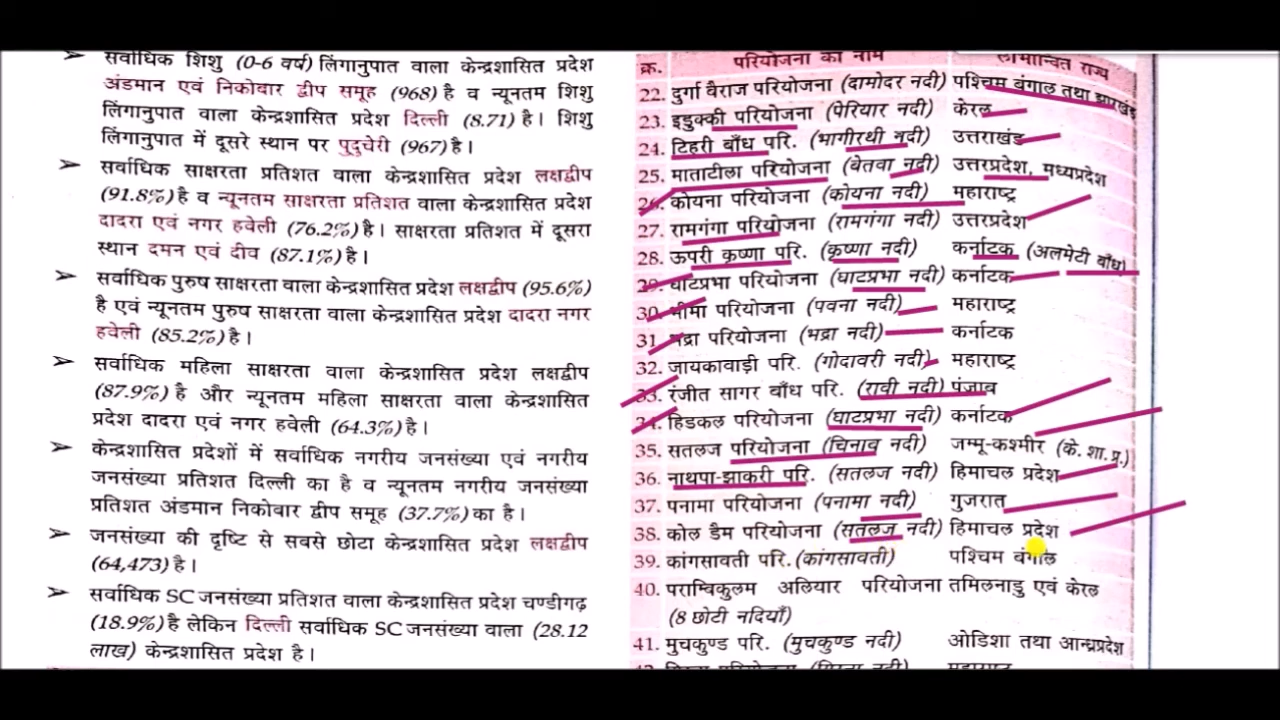 ➢ सर्वाधिक शिशु (0-6 वर्ष) लिंगानुपात वाला केन्द्रशासित प्रदेश
अंडमान एवं निकोबार द्वीप समूह (968) है व न्यूनतम शिशु
लिंगानुपात वाला केन्द्रशासित प्रदेश दिल्ली (8.71) है। शिशु
लिंगानुपात में दूसरे स्थान पर पुदुचेरी (967) है।
➢ सर्वाधिक साक्षरता प्रतिशत वाला केन्द्रशासित प्रदेश लक्षद्वीप
(91.8%) है व न्यूनतम साक्षरता प्रतिशत वाला केन्द्रशासित प्रदेश
दादरा एवं नगर हवेली (76.2%) है। साक्षरता प्रतिशत में दूसरा
स्थान दमन एवं दीव (87.1%) है।
➢ सर्वाधिक पुरुष साक्षरता वाला केन्द्रशासित प्रदेश लक्षद्वीप (95.6%)
है एवं न्यूनतम पुरुष साक्षरता वाला केन्द्रशासित प्रदेश दादरा नगर
हवेली (85.2%) है।
➢ सर्वाधिक महिला साक्षरता वाला केन्द्रशासित प्रदेश लक्षद्वीप
(87.9%) है और न्यूनतम महिला साक्षरता वाला केन्द्रशासित
प्रदेश दादरा एवं नगर हवेली (64.3%) है।
➢ केन्द्रशासित प्रदेशों में सर्वाधिक नगरीय जनसंख्या एवं नगरीय
जनसंख्या प्रतिशत दिल्ली का है व न्यूनतम नगरीय जनसंख्या
प्रतिशत अंडमान निकोबार द्वीप समूह (37.7%) का है।
➢ जनसंख्या की दृष्टि से सबसे छोटा केन्द्रशासित प्रदेश लक्षद्वीप
(64,473) है।
➢ सर्वाधिक SC जनसंख्या प्रतिशत वाला केन्द्रशासित प्रदेश चण्डीगढ़
(18.9%) है लेकिन दिल्ली सर्वाधिक SC जनसंख्या वाला (28.12
लाख) केन्द्रशासित प्रदेश है।
क्र. परियोजना का नाम लाभान्वित राज्य
22. दुर्गा वैराज परियोजना (दामोदर नदी) पश्चिम बंगाल तथा झारखंड
23. इडुक्की परियोजना (पेरियार नदी) केरल
24. टिहरी बाँध परि. (भागीरथी नदी) उत्तराखंड
25. माताटीला परियोजना (बेतवा नदी) उत्तरप्रदेश, मध्यप्रदेश
26. कोयना परियोजना (कोयना नदी) महाराष्ट्र
27. रामगंगा परियोजना (रामगंगा नदी) उत्तरप्रदेश
28. ऊपरी कृष्णा परि. (कृष्णा नदी) कर्नाटक (अलमेटी बाँध)
29. घाटप्रभा परियोजना (घाटप्रभा नदी) कर्नाटक
30. भीमा परियोजना (पवना नदी) महाराष्ट्र
31. भद्रा परियोजना (भद्रा नदी) कर्नाटक
32. जायकावाड़ी परि. (गोदावरी नदी) महाराष्ट्र
33. रंजीत सागर बाँध परि. (रावी नदी) पंजाब
34. हिडकल परियोजना (घाटप्रभा नदी) कर्नाटक
35. सतलज परियोजना (चिनाव नदी) जम्मू-कश्मीर (के. शा. प्र.)
36. नाथपा-झाकरी परि. (सतलज नदी) हिमाचल प्रदेश
37. पनामा परियोजना (पनामा नदी) गुजरात
38. कोल डैम परियोजना (सतलज नदी) हिमाचल प्रदेश
39. कांगसावती परि. (कांगसावती) पश्चिम बंगाल
40. पराम्बिकुलम अलियार परियोजना तमिलनाडु एवं केरल
(8 छोटी नदियाँ)
41. मुचकुण्ड परि. (मुचकुण्ड नदी) ओडिशा तथा आन्ध्रप्रदेश